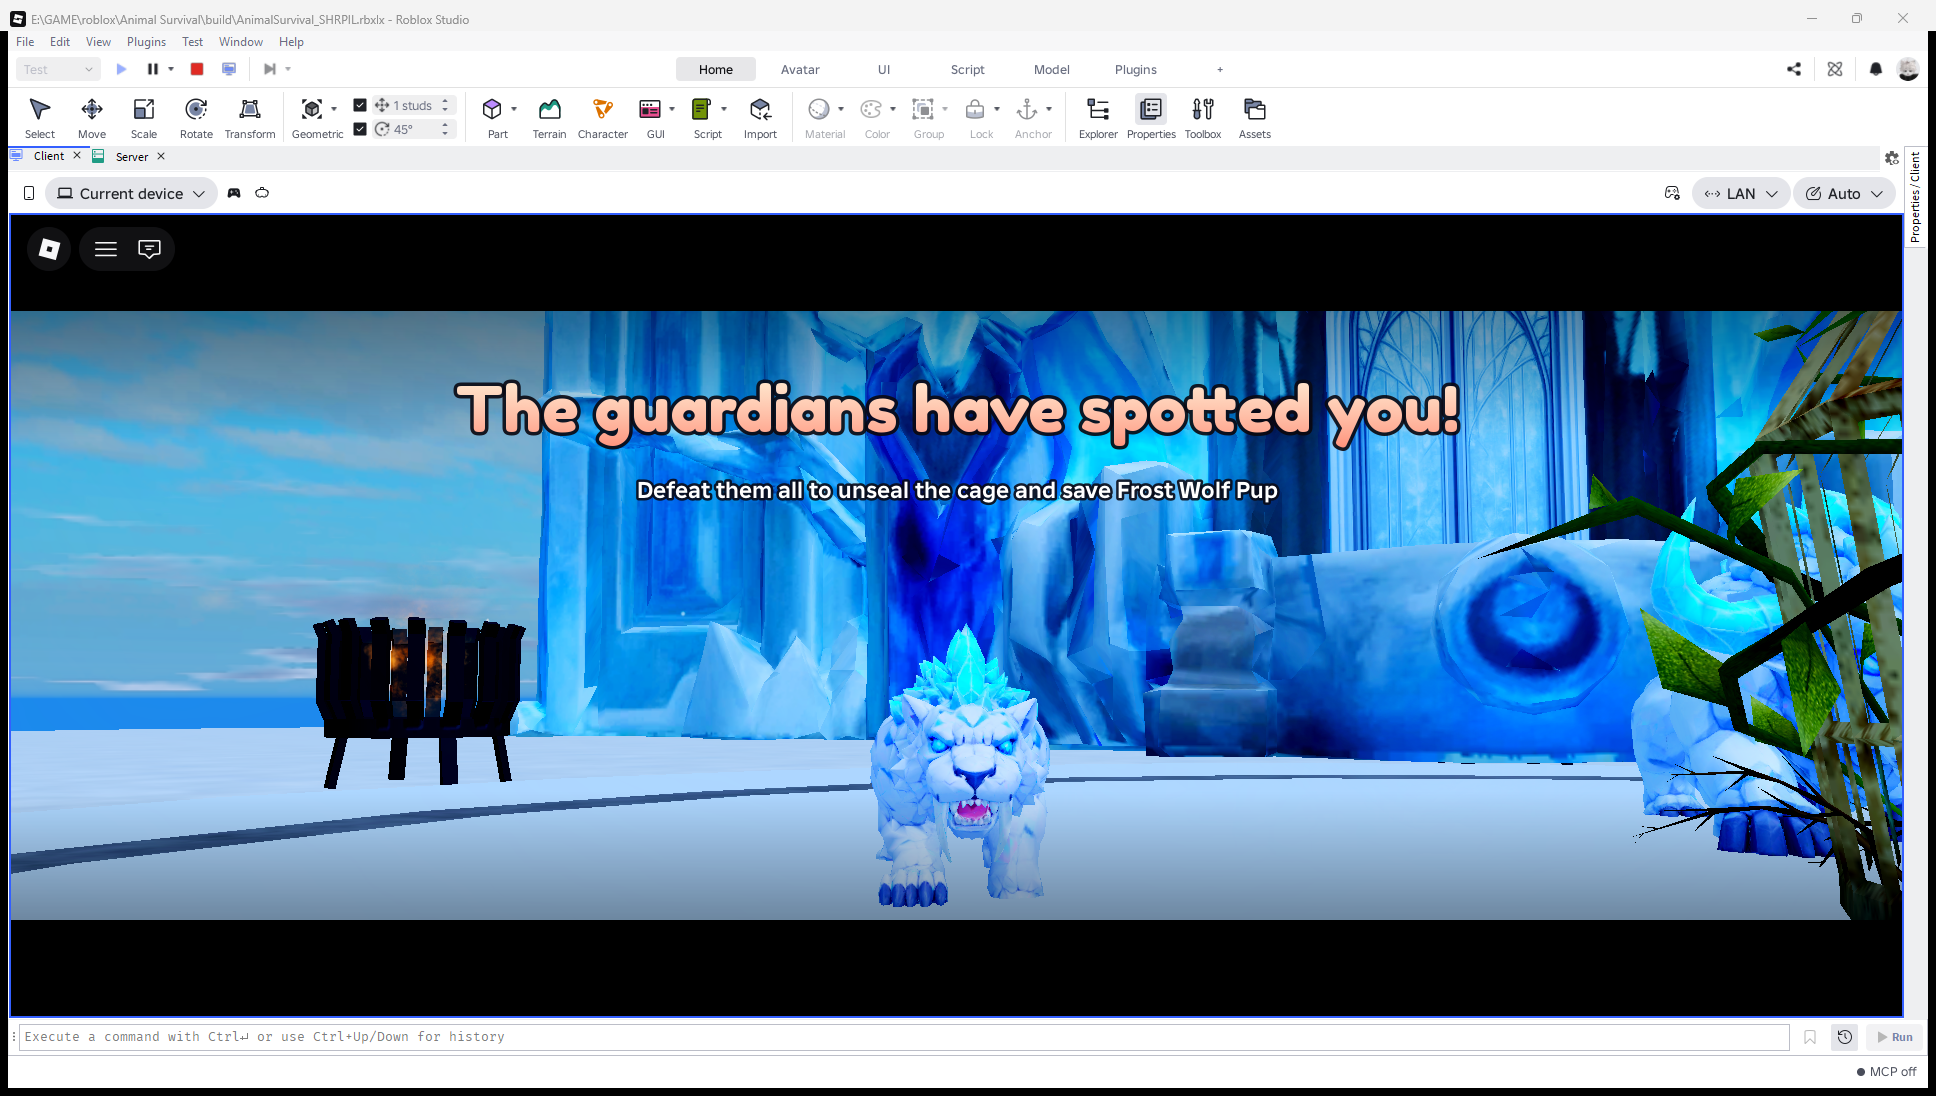 E:\GAME\roblox\Animal Survival\build\AnimalSurvival_SHRPIL.rbxlx - Roblox Studio
File Edit View Plugins Test Window Help
Test Home Avatar UI Script Model Plugins +
1 studs
45°
Select Move Scale Rotate Transform Geometric Part Terrain Character GUI Script Import Material Color Group Lock Anchor Explorer Properties Toolbox Assets
Client Server
Properties / Client
Current device LAN Auto
The guardians have spotted you!
Defeat them all to unseal the cage and save Frost Wolf Pup
Execute a command with Ctrl↵ or use Ctrl+Up/Down for history
Run
MCP off